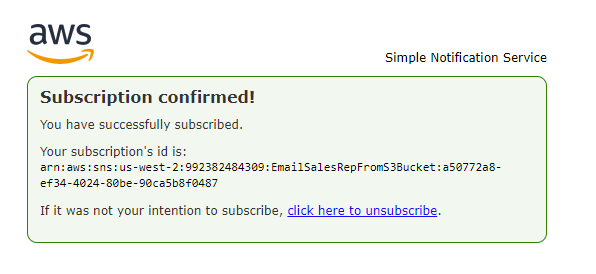 aws
Simple Notification Service
Subscription confirmed!
You have successfully subscribed.
Your subscription's id is:
arn:aws:sns:us-west-2:992382484309:EmailSalesRepFromS3Bucket:a50772a8-
ef34-4024-80be-90ca5b8f0487
If it was not your intention to subscribe, click here to unsubscribe.